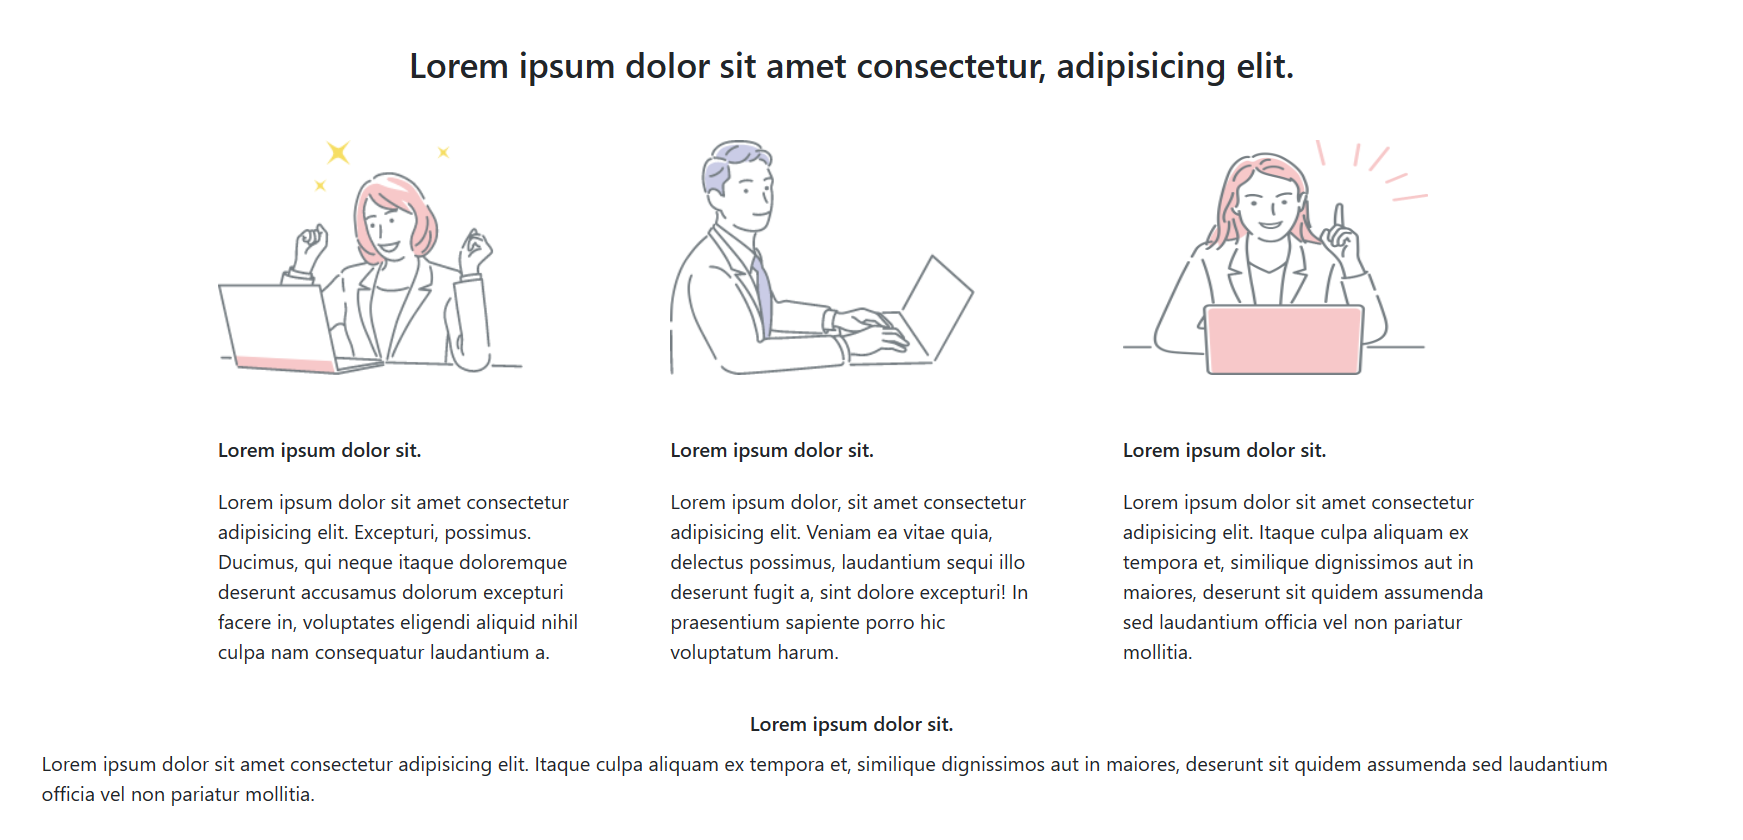 Lorem ipsum dolor sit amet consectetur, adipisicing elit.
Lorem ipsum dolor sit.
Lorem ipsum dolor sit amet consectetur
adipisicing elit. Excepturi, possimus.
Ducimus, qui neque itaque doloremque
deserunt accusamus dolorum excepturi
facere in, voluptates eligendi aliquid nihil
culpa nam consequatur laudantium a.
Lorem ipsum dolor sit.
Lorem ipsum dolor, sit amet consectetur
adipisicing elit. Veniam ea vitae quia,
delectus possimus, laudantium sequi illo
deserunt fugit a, sint dolore excepturi! In
praesentium sapiente porro hic
voluptatum harum.
Lorem ipsum dolor sit.
Lorem ipsum dolor sit amet consectetur
adipisicing elit. Itaque culpa aliquam ex
tempora et, similique dignissimos aut in
maiores, deserunt sit quidem assumenda
sed laudantium officia vel non pariatur
mollitia.
Lorem ipsum dolor sit.
Lorem ipsum dolor sit amet consectetur adipisicing elit. Itaque culpa aliquam ex tempora et, similique dignissimos aut in maiores, deserunt sit quidem assumenda sed laudantium
officia vel non pariatur mollitia.